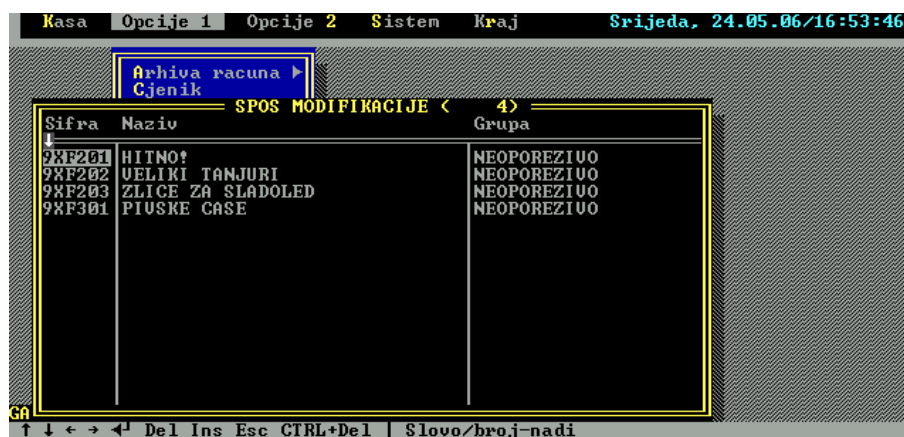 Kasa Opcije 1 Opcije 2 Sistem Kraj Srijeda, 24.05.06/16:53:46
Arhiva racuna ►
Cjenik
SPOS MODIFIKACIJE < 4>
Sifra Naziv Grupa
↓
9XF201 HITNO! NEOPOREZIVO
9XF202 VELIKI TANJURI NEOPOREZIVO
9XF203 ZLICE ZA SLADOLED NEOPOREZIVO
9XF301 PIVSKE CASE NEOPOREZIVO
GA
↑ ↓ ← → ◄┘ Del Ins Esc CTRL+Del | Slovo/broj-nadi